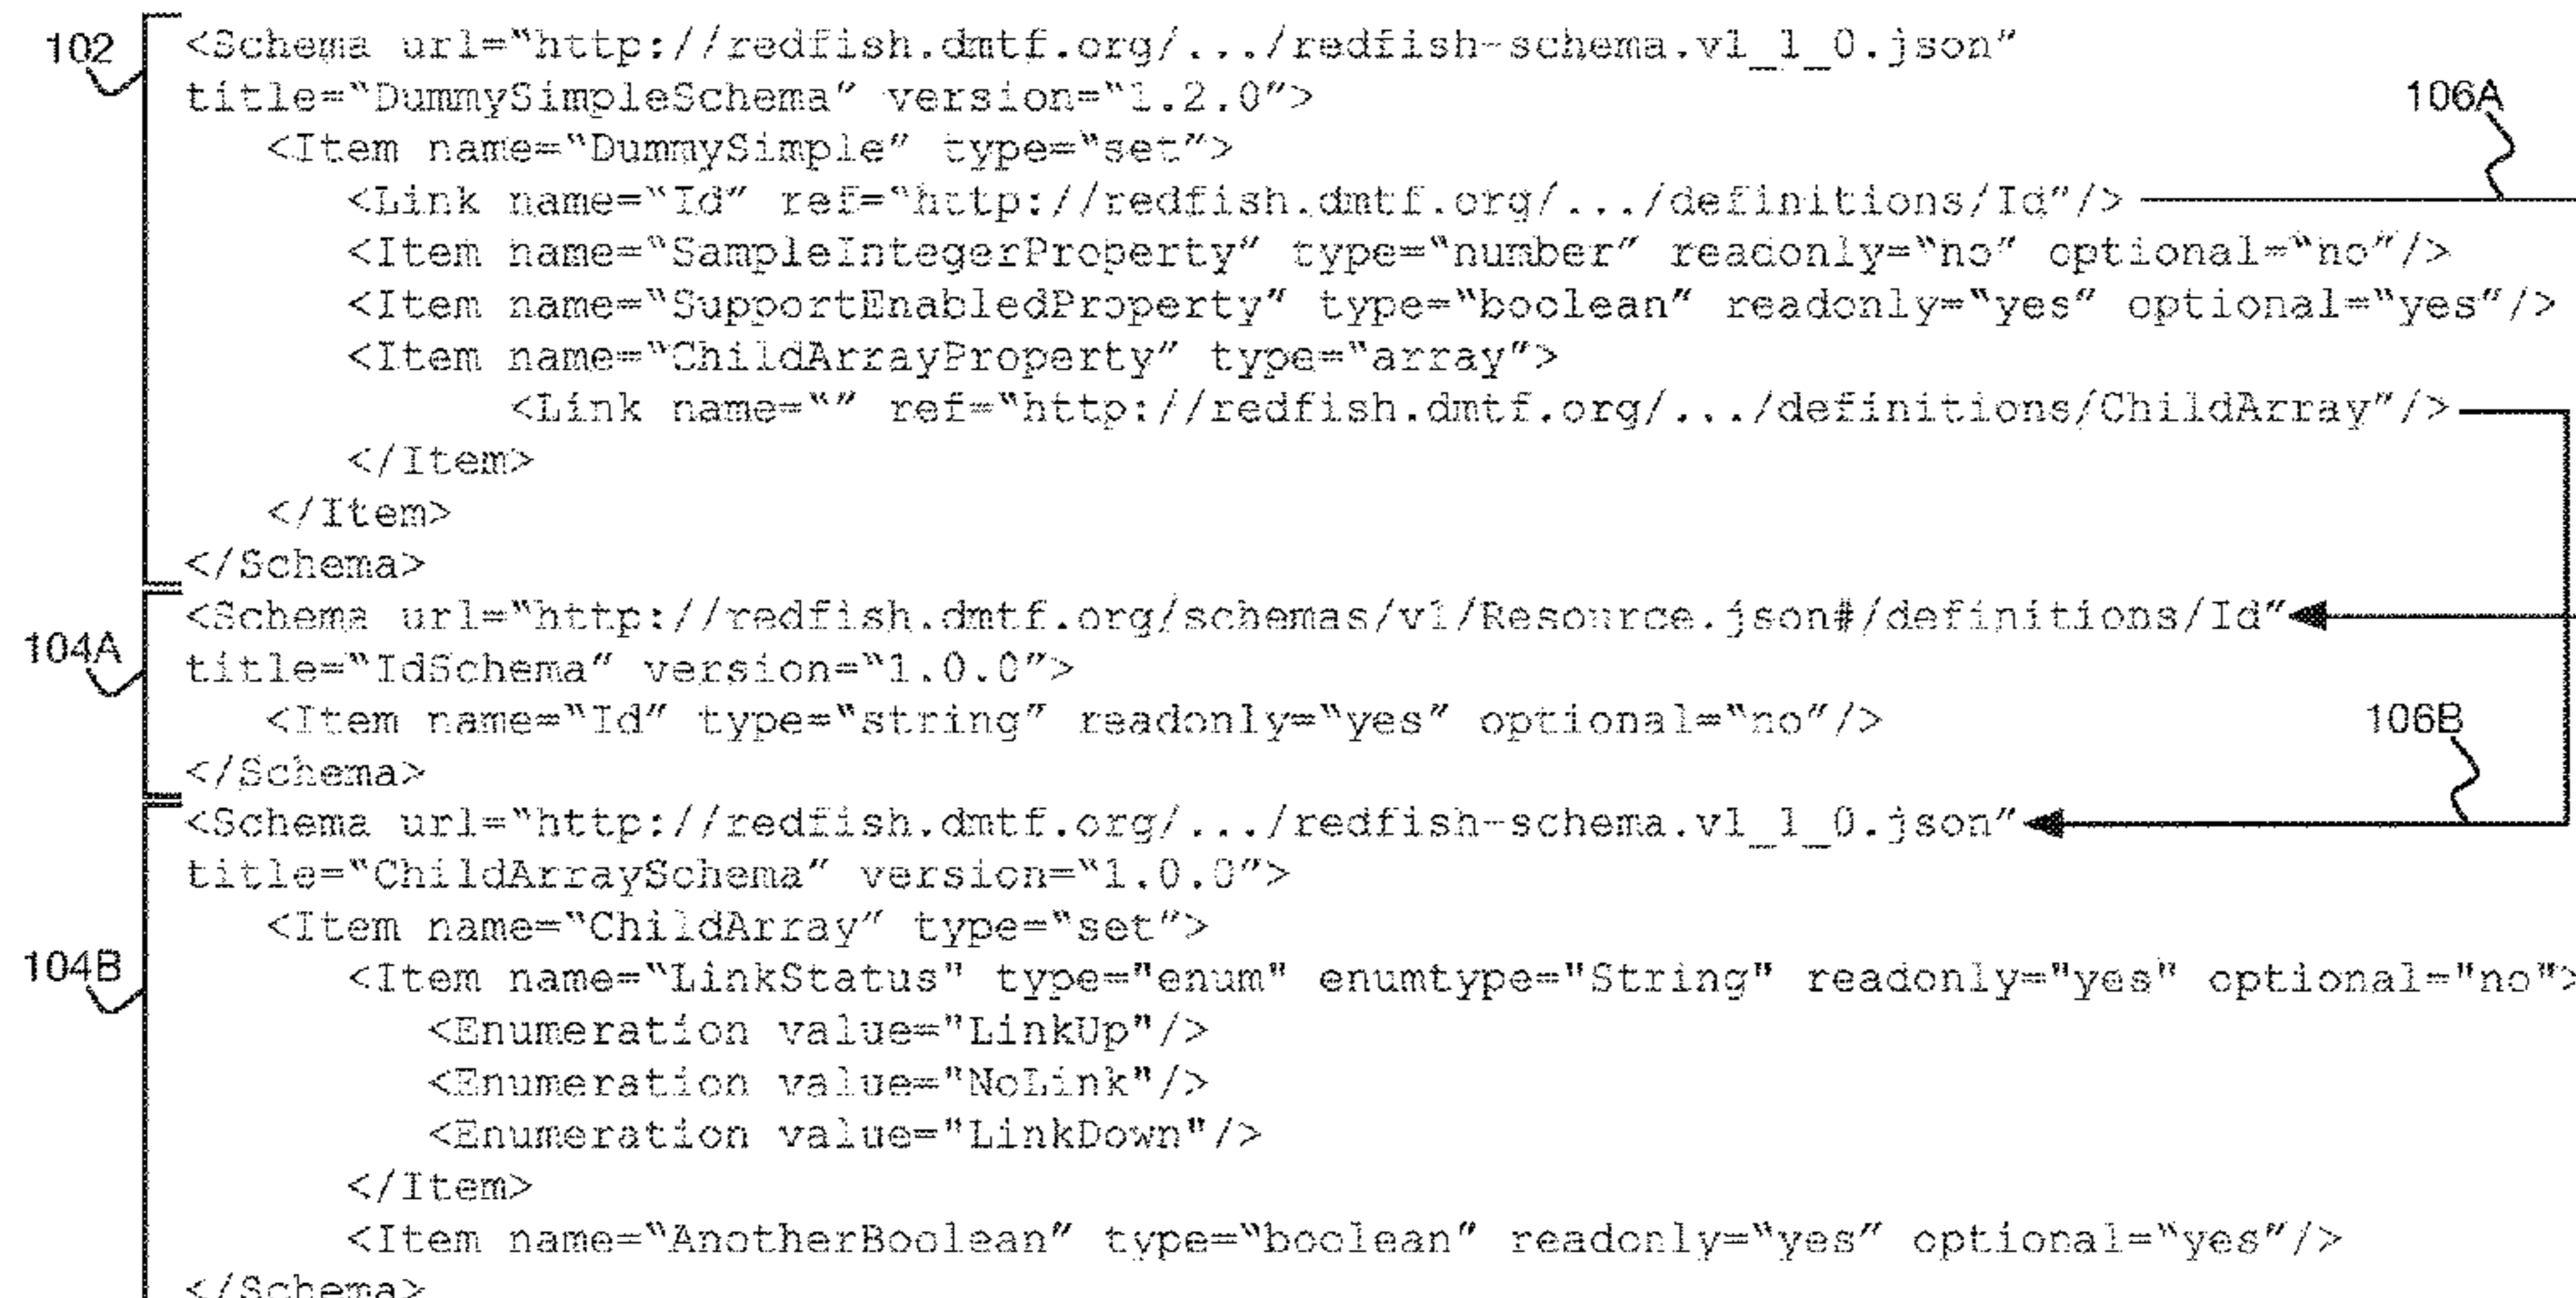 102
<Schema url=“http://redfish.dmtf.org/.../redfish-schema.v1_1_0.json”
title=“DummySimpleSchema” version=“1.2.0”>
106A
<Item name=“DummySimple” type=“set”>
<Link name=“Id” ref=“http://redfish.dmtf.org/.../definitions/Id”/>
<Item name=“SampleIntegerProperty” type=“number” readonly=“no” optional=“no”/>
<Item name=“SupportEnabledProperty” type=“boolean” readonly=“yes” optional=“yes”/>
<Item name=“ChildArrayProperty” type=“array”>
<Link name=“” ref=“http://redfish.dmtf.org/.../definitions/ChildArray”/>
</Item>
</Item>
</Schema>
104A
<Schema url=“http://redfish.dmtf.org/schemas/v1/Resource.json#/definitions/Id”
title=“IdSchema” version=“1.0.0”>
<Item name=“Id” type=“string” readonly=“yes” optional=“no”/>
106B
</Schema>
<Schema url=“http://redfish.dmtf.org/.../redfish-schema.v1_1_0.json”
title=“ChildArraySchema” version=“1.0.0”>
<Item name=“ChildArray” type=“set”>
104B
<Item name=“LinkStatus" type="enum" enumtype="String" readonly="yes" optional="no">
<Enumeration value="LinkUp"/>
<Enumeration value="NoLink"/>
<Enumeration value="LinkDown"/>
</Item>
<Item name=“AnotherBoolean” type=“boolean” readonly=“yes” optional=“yes”/>
</Schema>